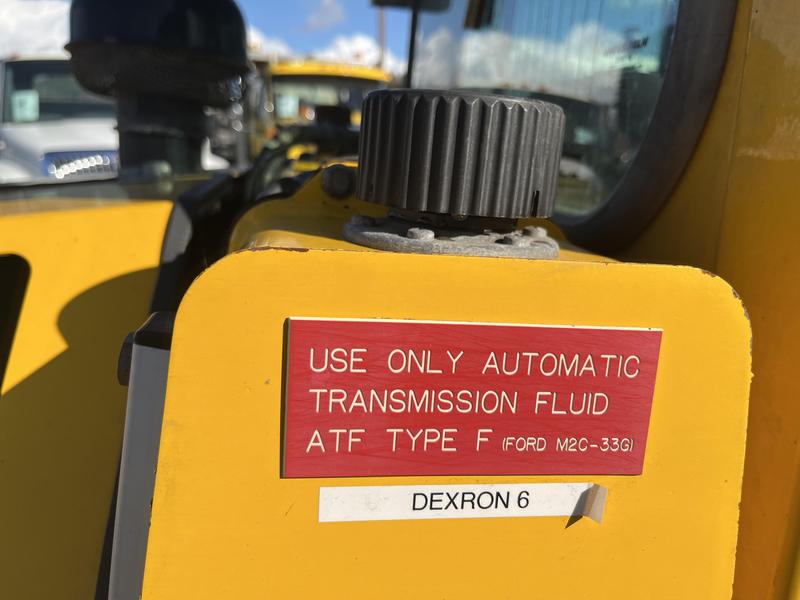 USE ONLY AUTOMATIC
TRANSMISSION FLUID
ATF TYPE F (FORD M2C-33G)
DEXRON 6